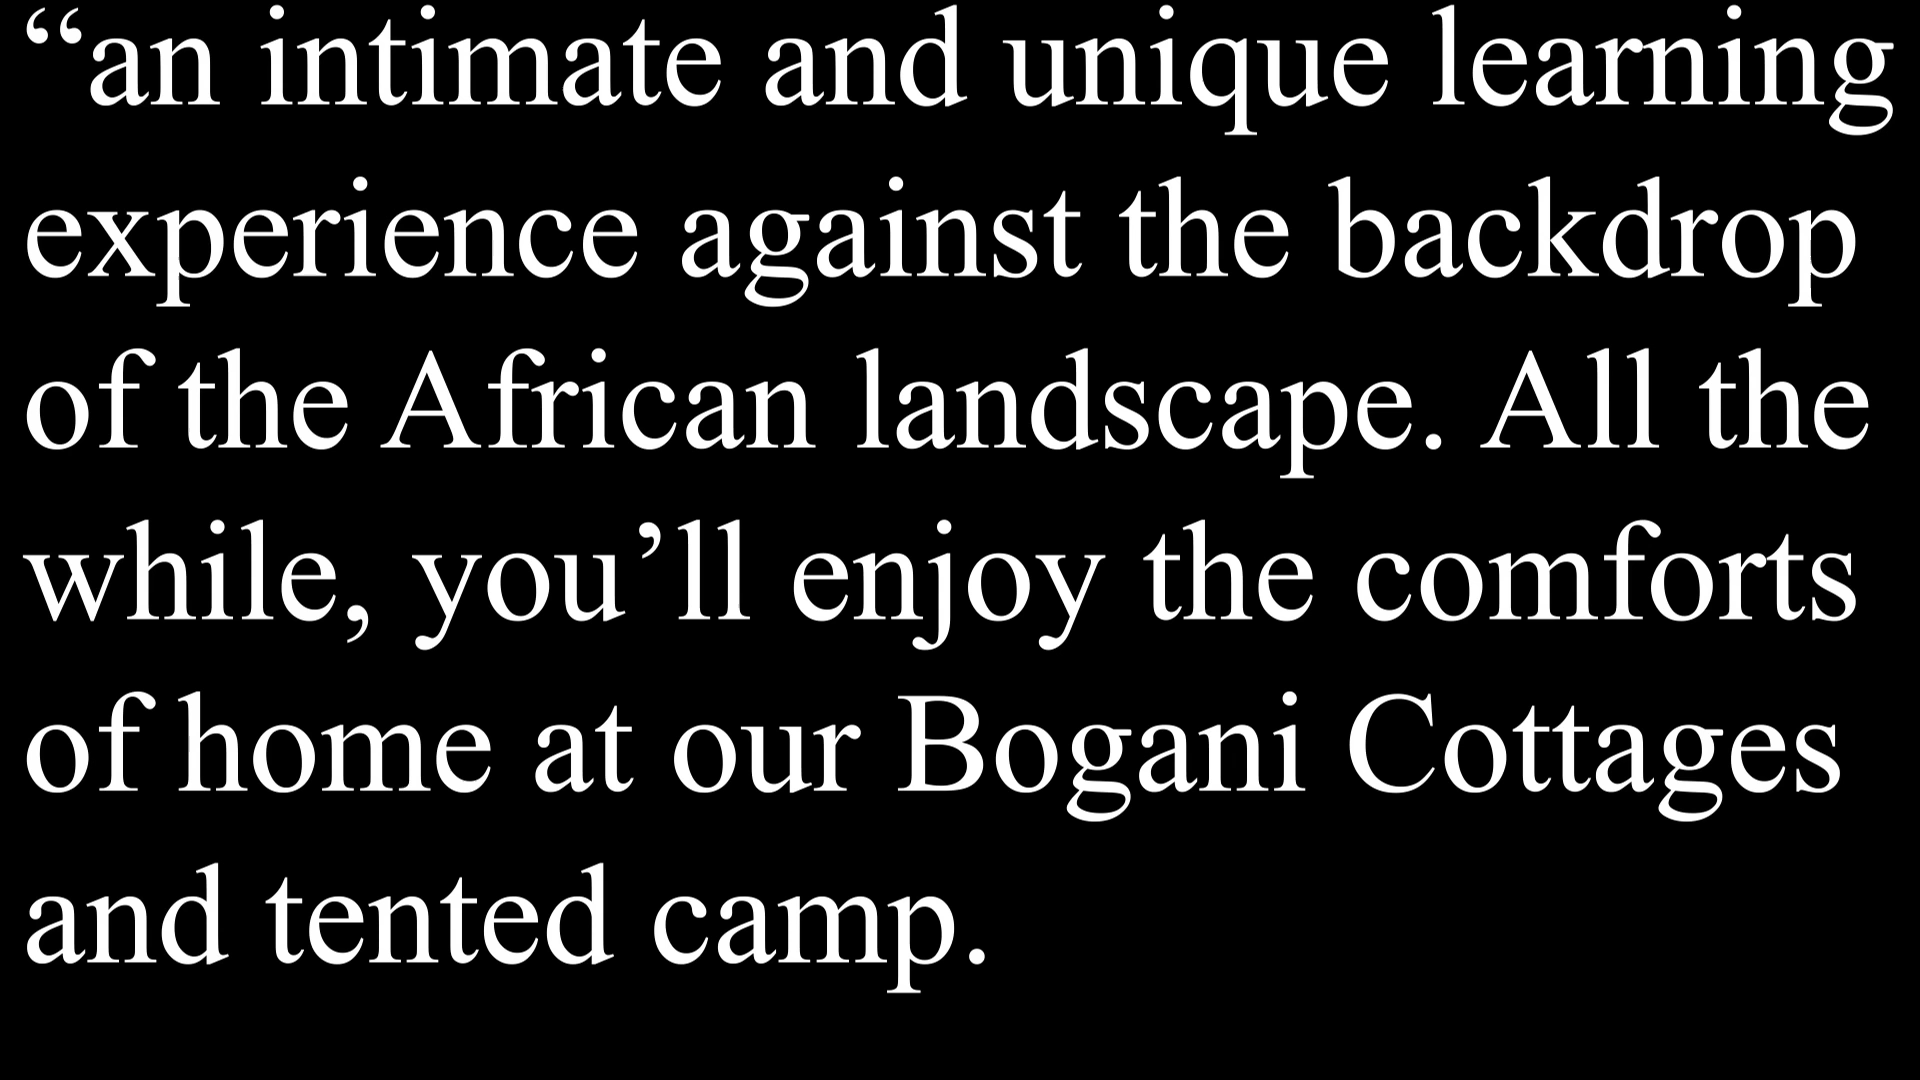 “an intimate and unique learning
experience against the backdrop
of the African landscape. All the
while, you’ll enjoy the comforts
of home at our Bogani Cottages
and tented camp.